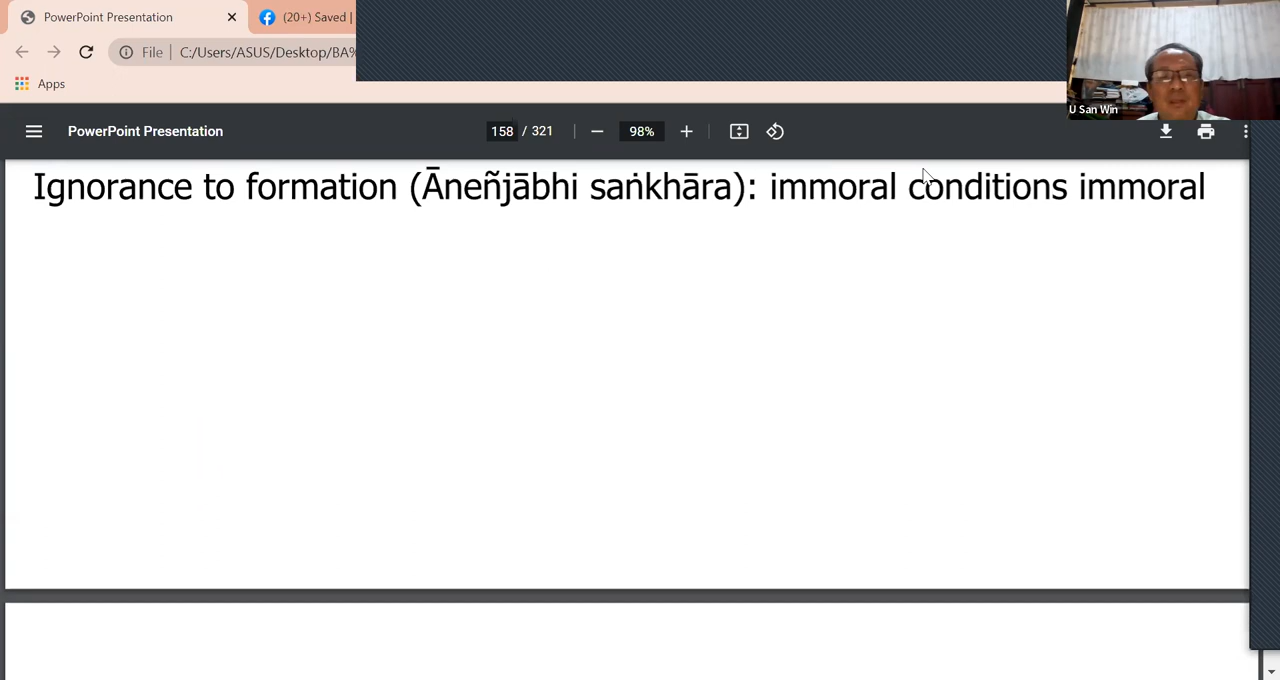 PowerPoint Presentation
(20+) Saved |
File
C:/Users/ASUS/Desktop/BA%
Apps
U San Win
PowerPoint Presentation
158 / 321
98%
Ignorance to formation (Āneñjābhi saṅkhāra): immoral conditions immoral